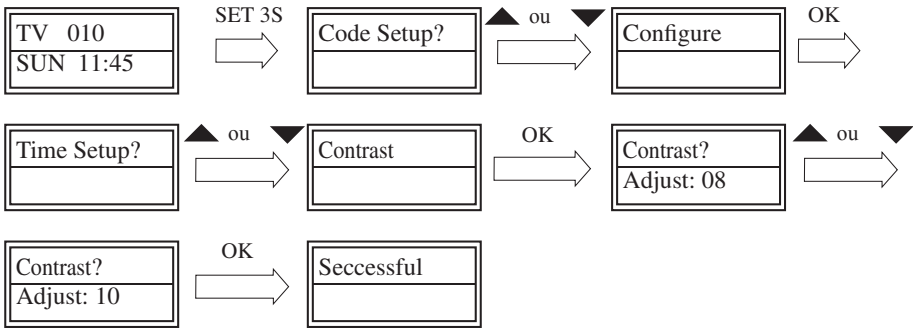 TV 010
SUN 11:45
SET 3S
Code Setup?
ou
Configure
OK
Time Setup?
ou
Contrast
OK
Contrast?
Adjust: 08
ou
Contrast?
Adjust: 10
OK
Seccessful